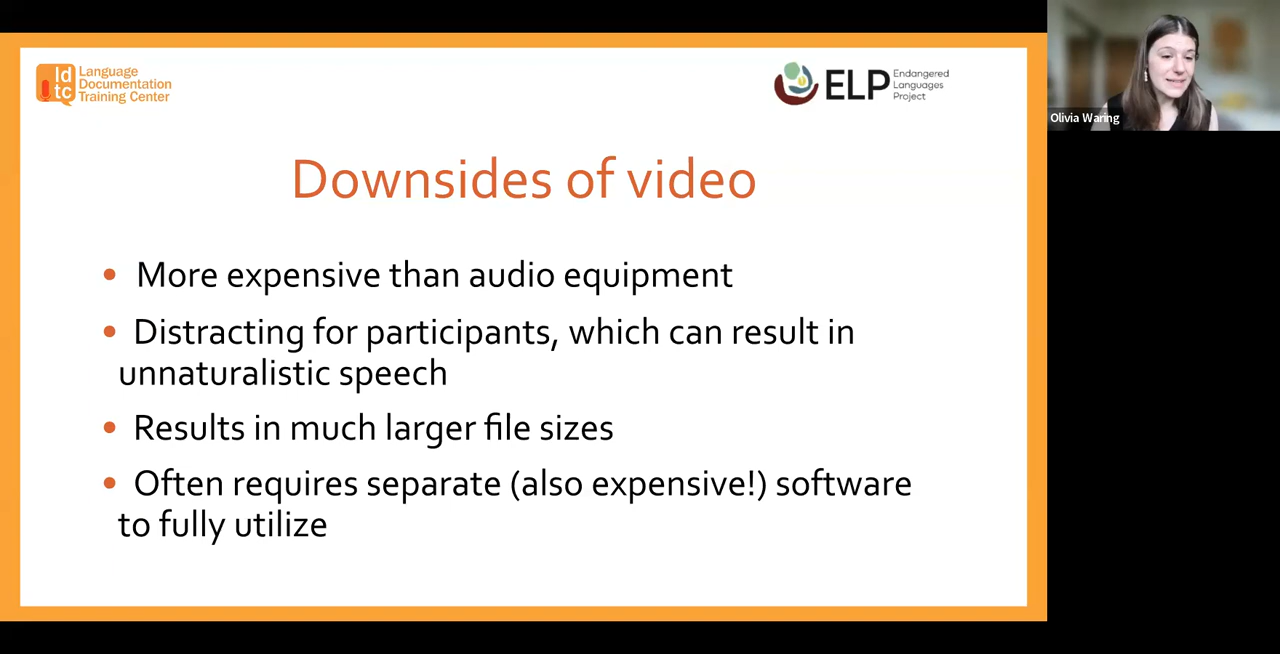 ld
tc
Language
Documentation
Training Center
ELP
Endangered
Languages
Project
Olivia Waring
Downsides of video
• More expensive than audio equipment
• Distracting for participants, which can result in
unnaturalistic speech
• Results in much larger file sizes
• Often requires separate (also expensive!) software
to fully utilize